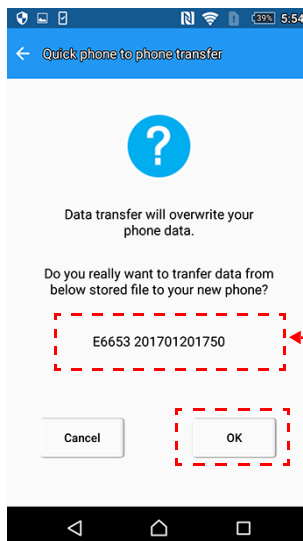 39% 5:54
Quick phone to phone transfer
?
Data transfer will overwrite your
phone data.
Do you really want to tranfer data from
below stored file to your new phone?
E6653 201701201750
Cancel OK